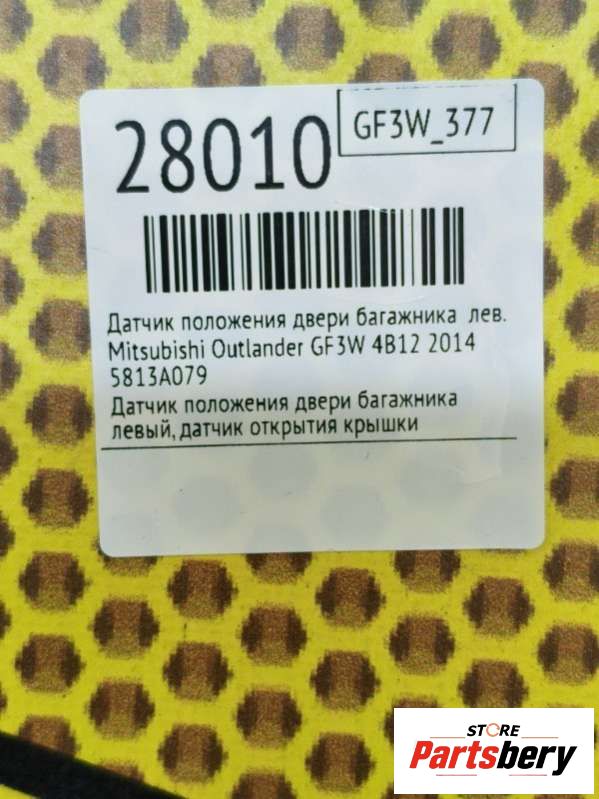 28010
GF3W_377
Датчик положения двери багажника лев.
Mitsubishi Outlander GF3W 4B12 2014
5813A079
Датчик положения двери багажника
левый, датчик открытия крышки
STORE
Partsbery